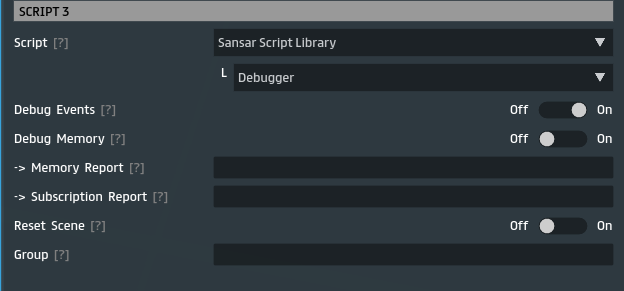 SCRIPT 3
Script [?] Sansar Script Library
Debugger
Debug Events [?] Off On
Debug Memory [?] Off On
-> Memory Report [?]
-> Subscription Report [?]
Reset Scene [?] Off On
Group [?]